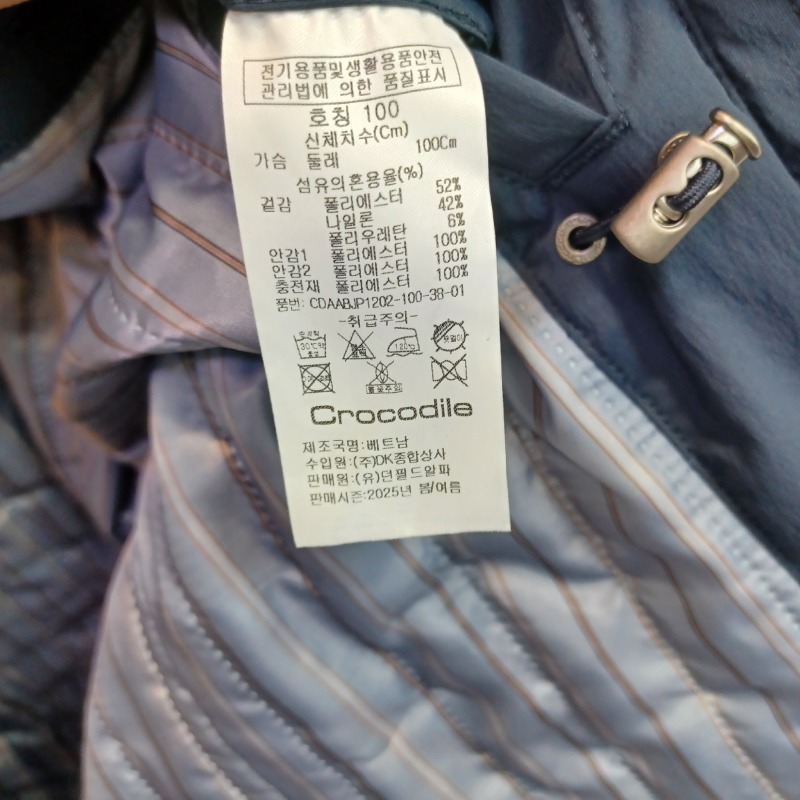 전기용품및생활용품안전
관리법에 의한 품질표시
호칭 100
신체치수(Cm)
가슴 둘레 100Cm
섬유의혼용율(%)
겉감 폴리에스터 52%
나일론 42%
폴리우레탄 6%
안감1 폴리에스터 100%
안감2 폴리에스터 100%
충전재 폴리에스터 100%
품번: CDAABJP1202-100-38-01
-취급주의-
30℃ 중성
120℃
Crocodile
제조국명:베트남
수입원:(주)DK종합상사
판매원:(유)던필드알파
판매시즌:2025년 봄/여름